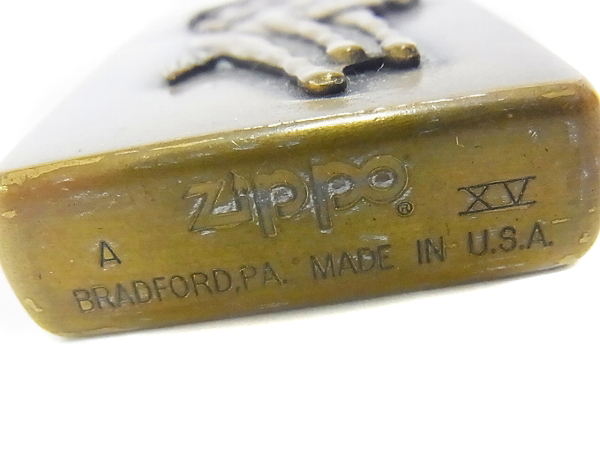 zippo ® XV
A
BRADFORD,PA. MADE IN U.S.A.